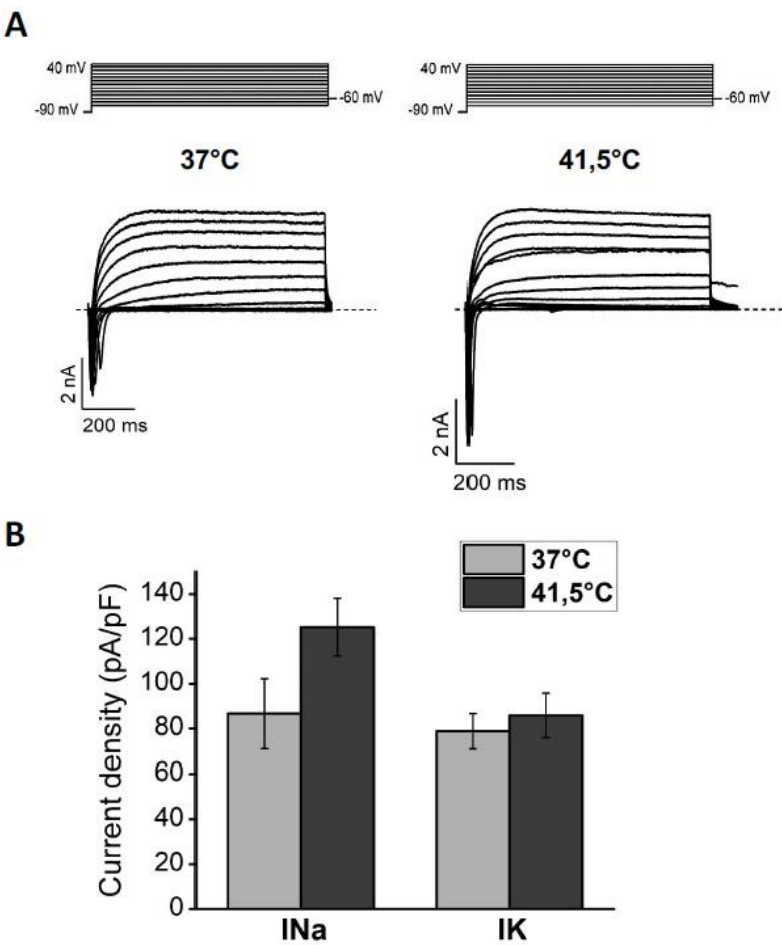 A
40 mV
-90 mV
-60 mV
40 mV
-90 mV
-60 mV
37°C
41,5°C
2 nA
200 ms
2 nA
200 ms
B
37°C
41,5°C
Current density (pA/pF)
140
120
100
80
60
40
20
0
INa
IK